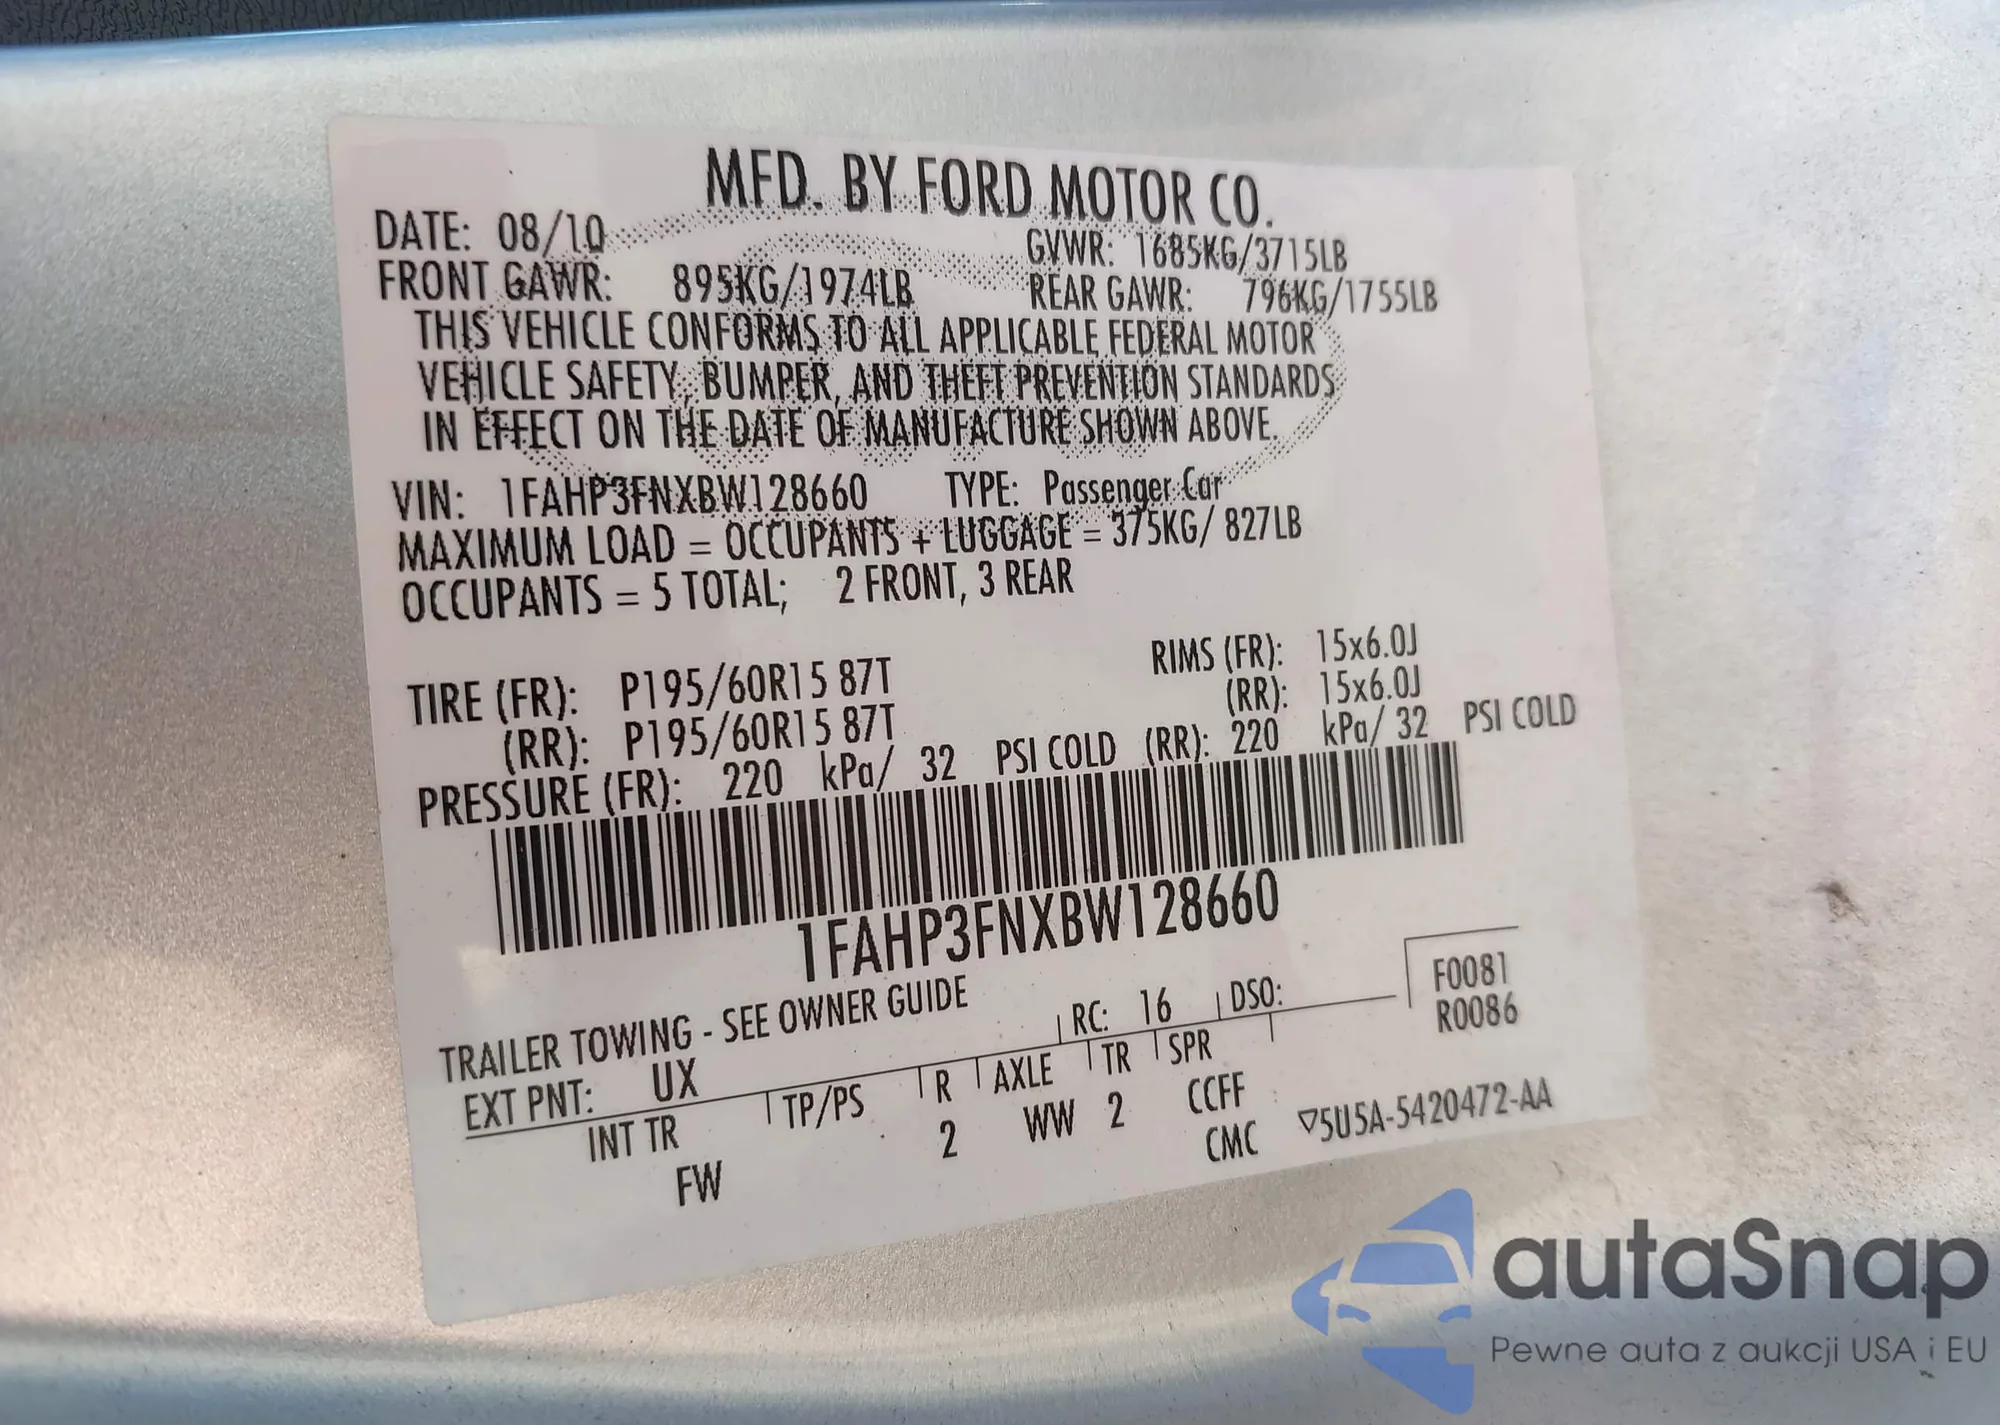 MFD. BY FORD MOTOR CO.
DATE: 08/10 GVWR: 1685KG/3715LB
FRONT GAWR: 895KG/1974LB REAR GAWR: 796KG/1755LB
THIS VEHICLE CONFORMS TO ALL APPLICABLE FEDERAL MOTOR
VEHICLE SAFETY, BUMPER, AND THEFT PREVENTION STANDARDS
IN EFFECT ON THE DATE OF MANUFACTURE SHOWN ABOVE.
VIN: 1FAHP3FNXBW128660 TYPE: Passenger Car
MAXIMUM LOAD = OCCUPANTS + LUGGAGE = 375KG/ 827LB
OCCUPANTS = 5 TOTAL; 2 FRONT, 3 REAR
TIRE (FR): P195/60R15 87T RIMS (FR): 15x6.0J
(RR): P195/60R15 87T (RR): 15x6.0J
PRESSURE (FR): 220 kPa/ 32 PSI COLD (RR): 220 kPa/ 32 PSI COLD
1FAHP3FNXBW128660
TRAILER TOWING - SEE OWNER GUIDE
EXT PNT: UX RC: 16 DSO: F0081
R0086
INT TR TP/PS R AXLE TR SPR
FW 2 WW 2 CCFF
CMC ▽5U5A-5420472-AA
autaSnap
Pewne auta z aukcji USA i EU